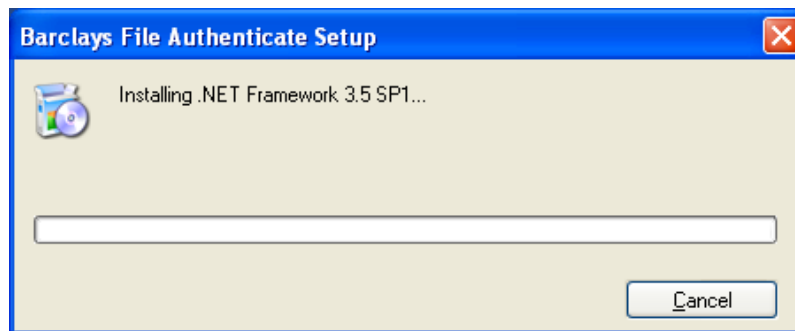 Barclays File Authenticate Setup
Installing .NET Framework 3.5 SP1...
Cancel